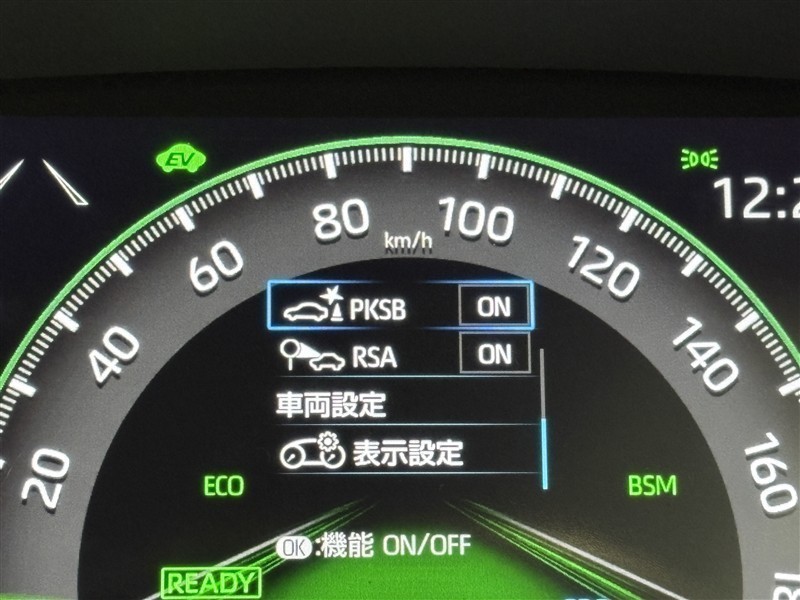 EV
12:2
80
100
km/h
60
120
PKSB ON
40
RSA ON
140
車両設定
表示設定
20
160
ECO
BSM
OK:機能 ON/OFF
READY